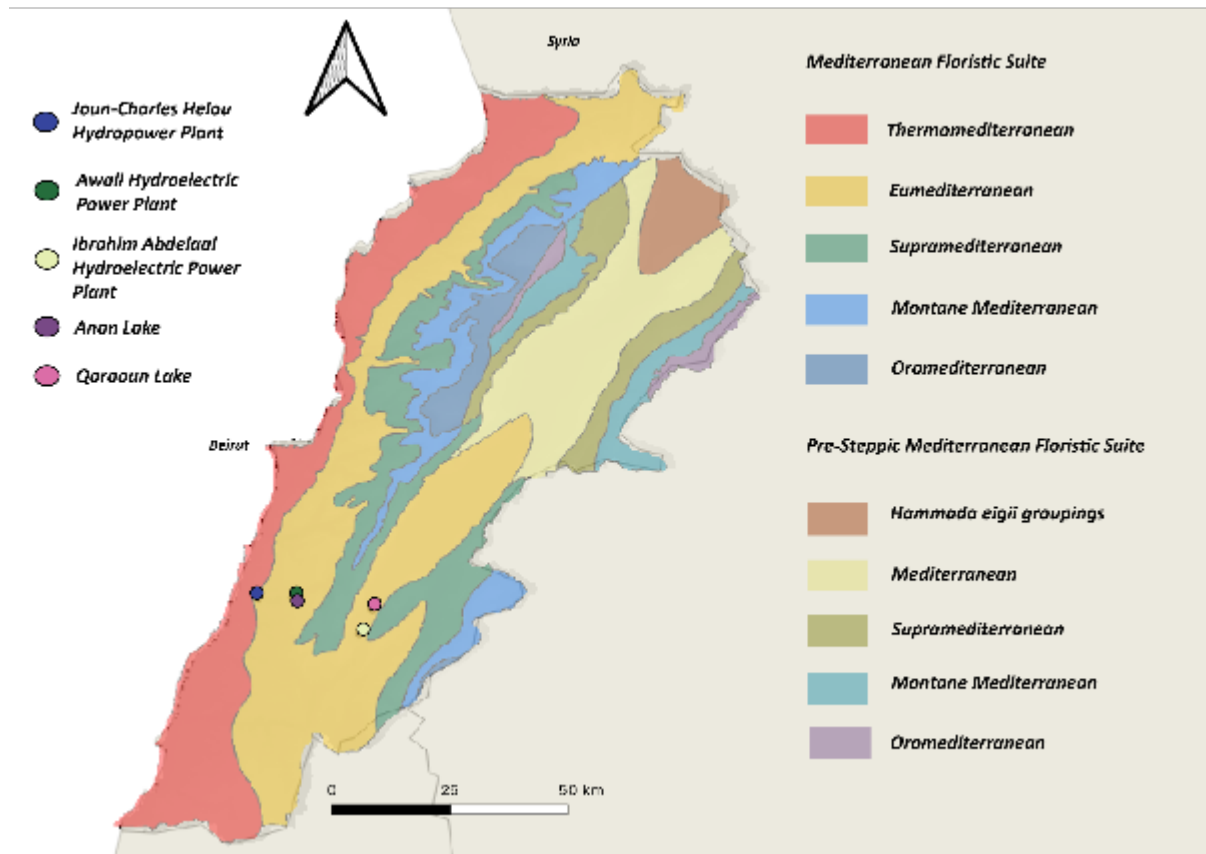 Syria
Mediterranean Floristic Suite
Joun-Charles Helou
Hydropower Plant
Thermomediterranean
Awali Hydroelectric
Power Plant
Eumediterranean
Ibrahim Abdelaal
Hydroelectric Power
Plant
Supramediterranean
Anan Lake
Montane Mediterranean
Qaraoun Lake
Oromediterranean
Beirut
Pre-Steppic Mediterranean Floristic Suite
Hammada eigii groupings
Mediterranean
Supramediterranean
Montane Mediterranean
Oromediterranean
0 25 50 km